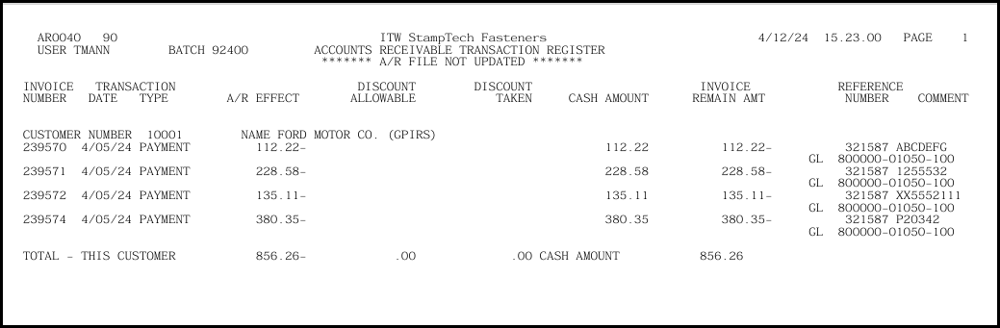 AR0040   90   ITW StampTech Fasteners   4/12/24  15.23.00   PAGE    1
USER TMANN   BATCH 92400   ACCOUNTS RECEIVABLE TRANSACTION REGISTER
******* A/R FILE NOT UPDATED *******
INVOICE   TRANSACTION   DISCOUNT   DISCOUNT   INVOICE   REFERENCE
NUMBER   DATE   TYPE   A/R EFFECT   ALLOWABLE   TAKEN   CASH AMOUNT   REMAIN AMT   NUMBER   COMMENT
CUSTOMER NUMBER  10001   NAME FORD MOTOR CO. (GPIRS)
239570  4/05/24 PAYMENT   112.22-   112.22   112.22-   321587 ABCDEFG
GL  800000-01050-100
239571  4/05/24 PAYMENT   228.58-   228.58   228.58-   321587 1255532
GL  800000-01050-100
239572  4/05/24 PAYMENT   135.11-   135.11   135.11-   321587 XX5552111
GL  800000-01050-100
239574  4/05/24 PAYMENT   380.35-   380.35   380.35-   321587 P20342
GL  800000-01050-100
TOTAL - THIS CUSTOMER   856.26-   .00   .00 CASH AMOUNT   856.26